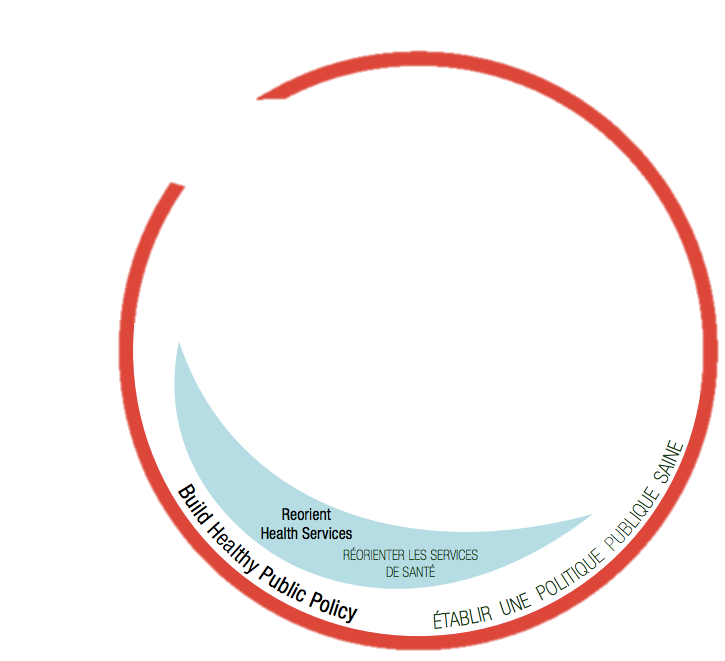 Reorient
Health Services
RÉORIENTER LES SERVICES
DE SANTÉ
Build Healthy Public Policy
ÉTABLIR UNE POLITIQUE PUBLIQUE SAINE